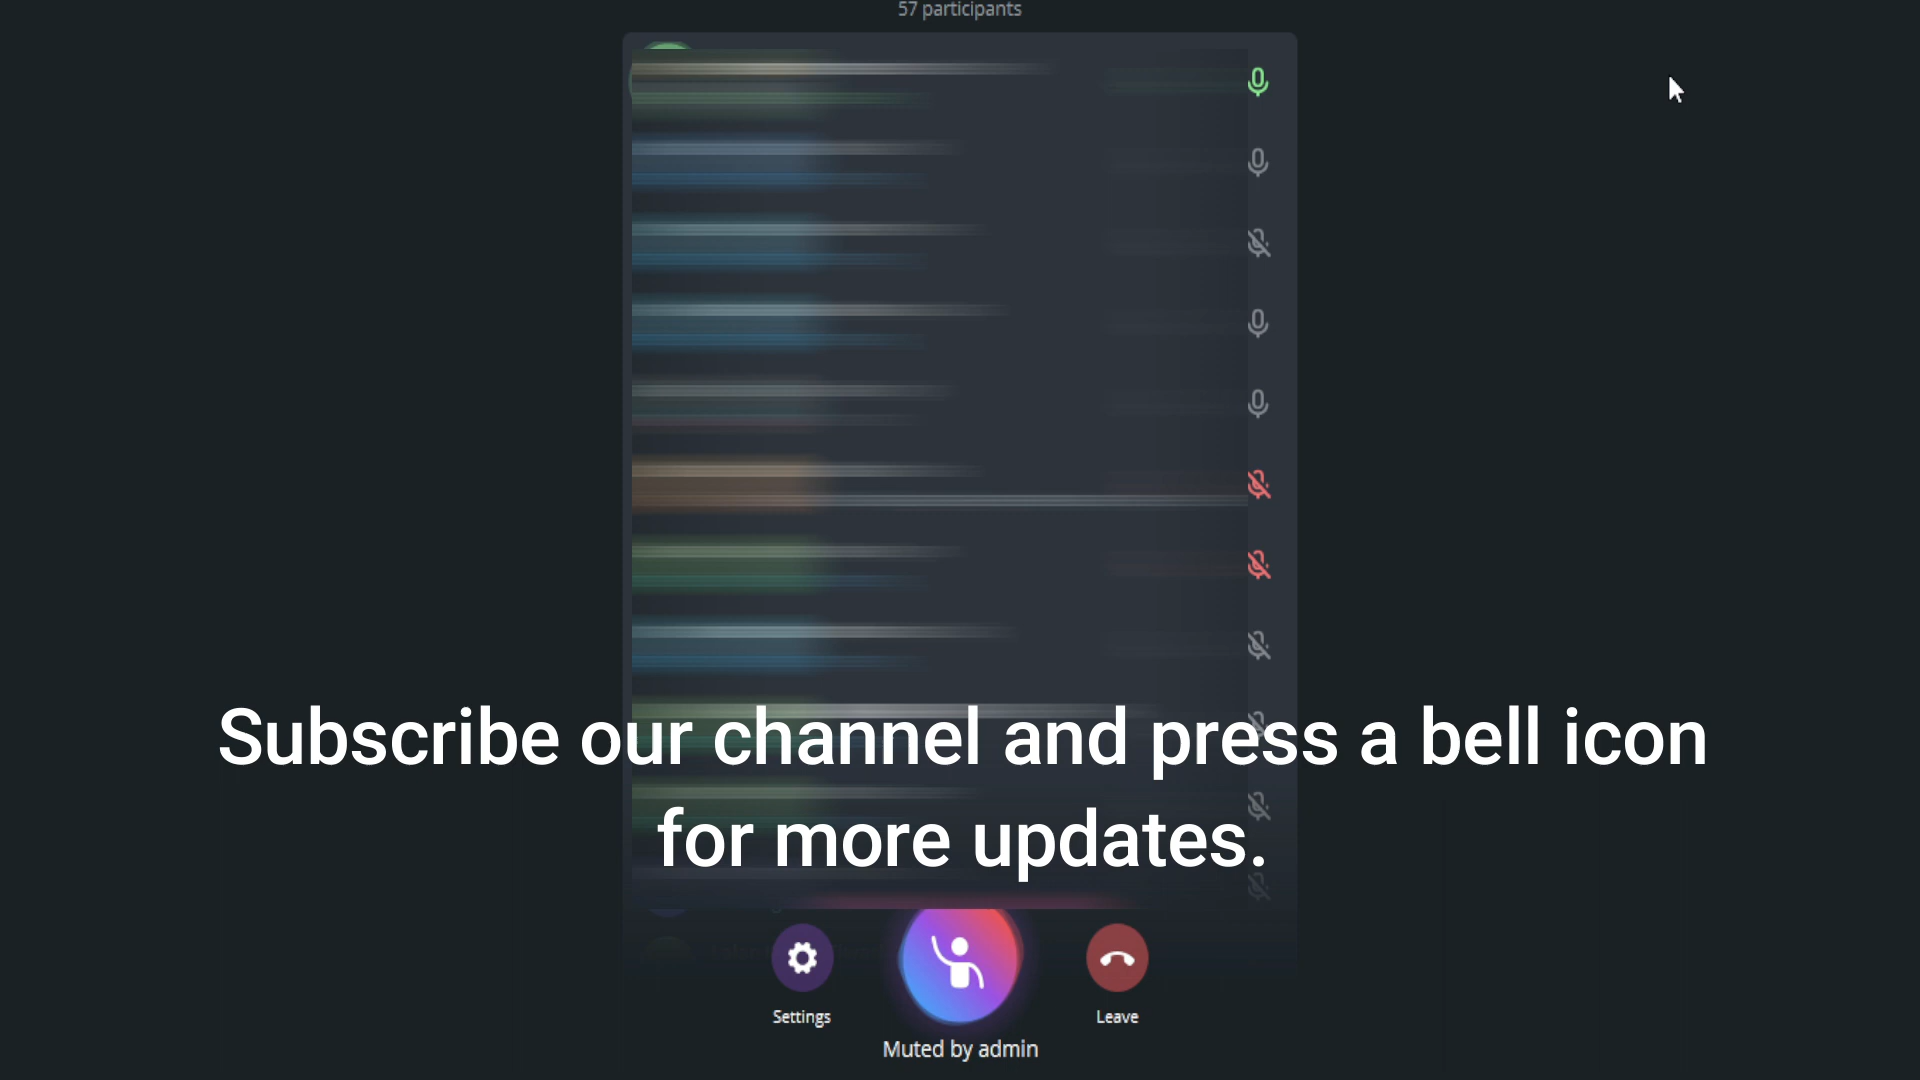 57 participants
Subscribe our channel and press a bell icon
for more updates.
Settings
Leave
Muted by admin